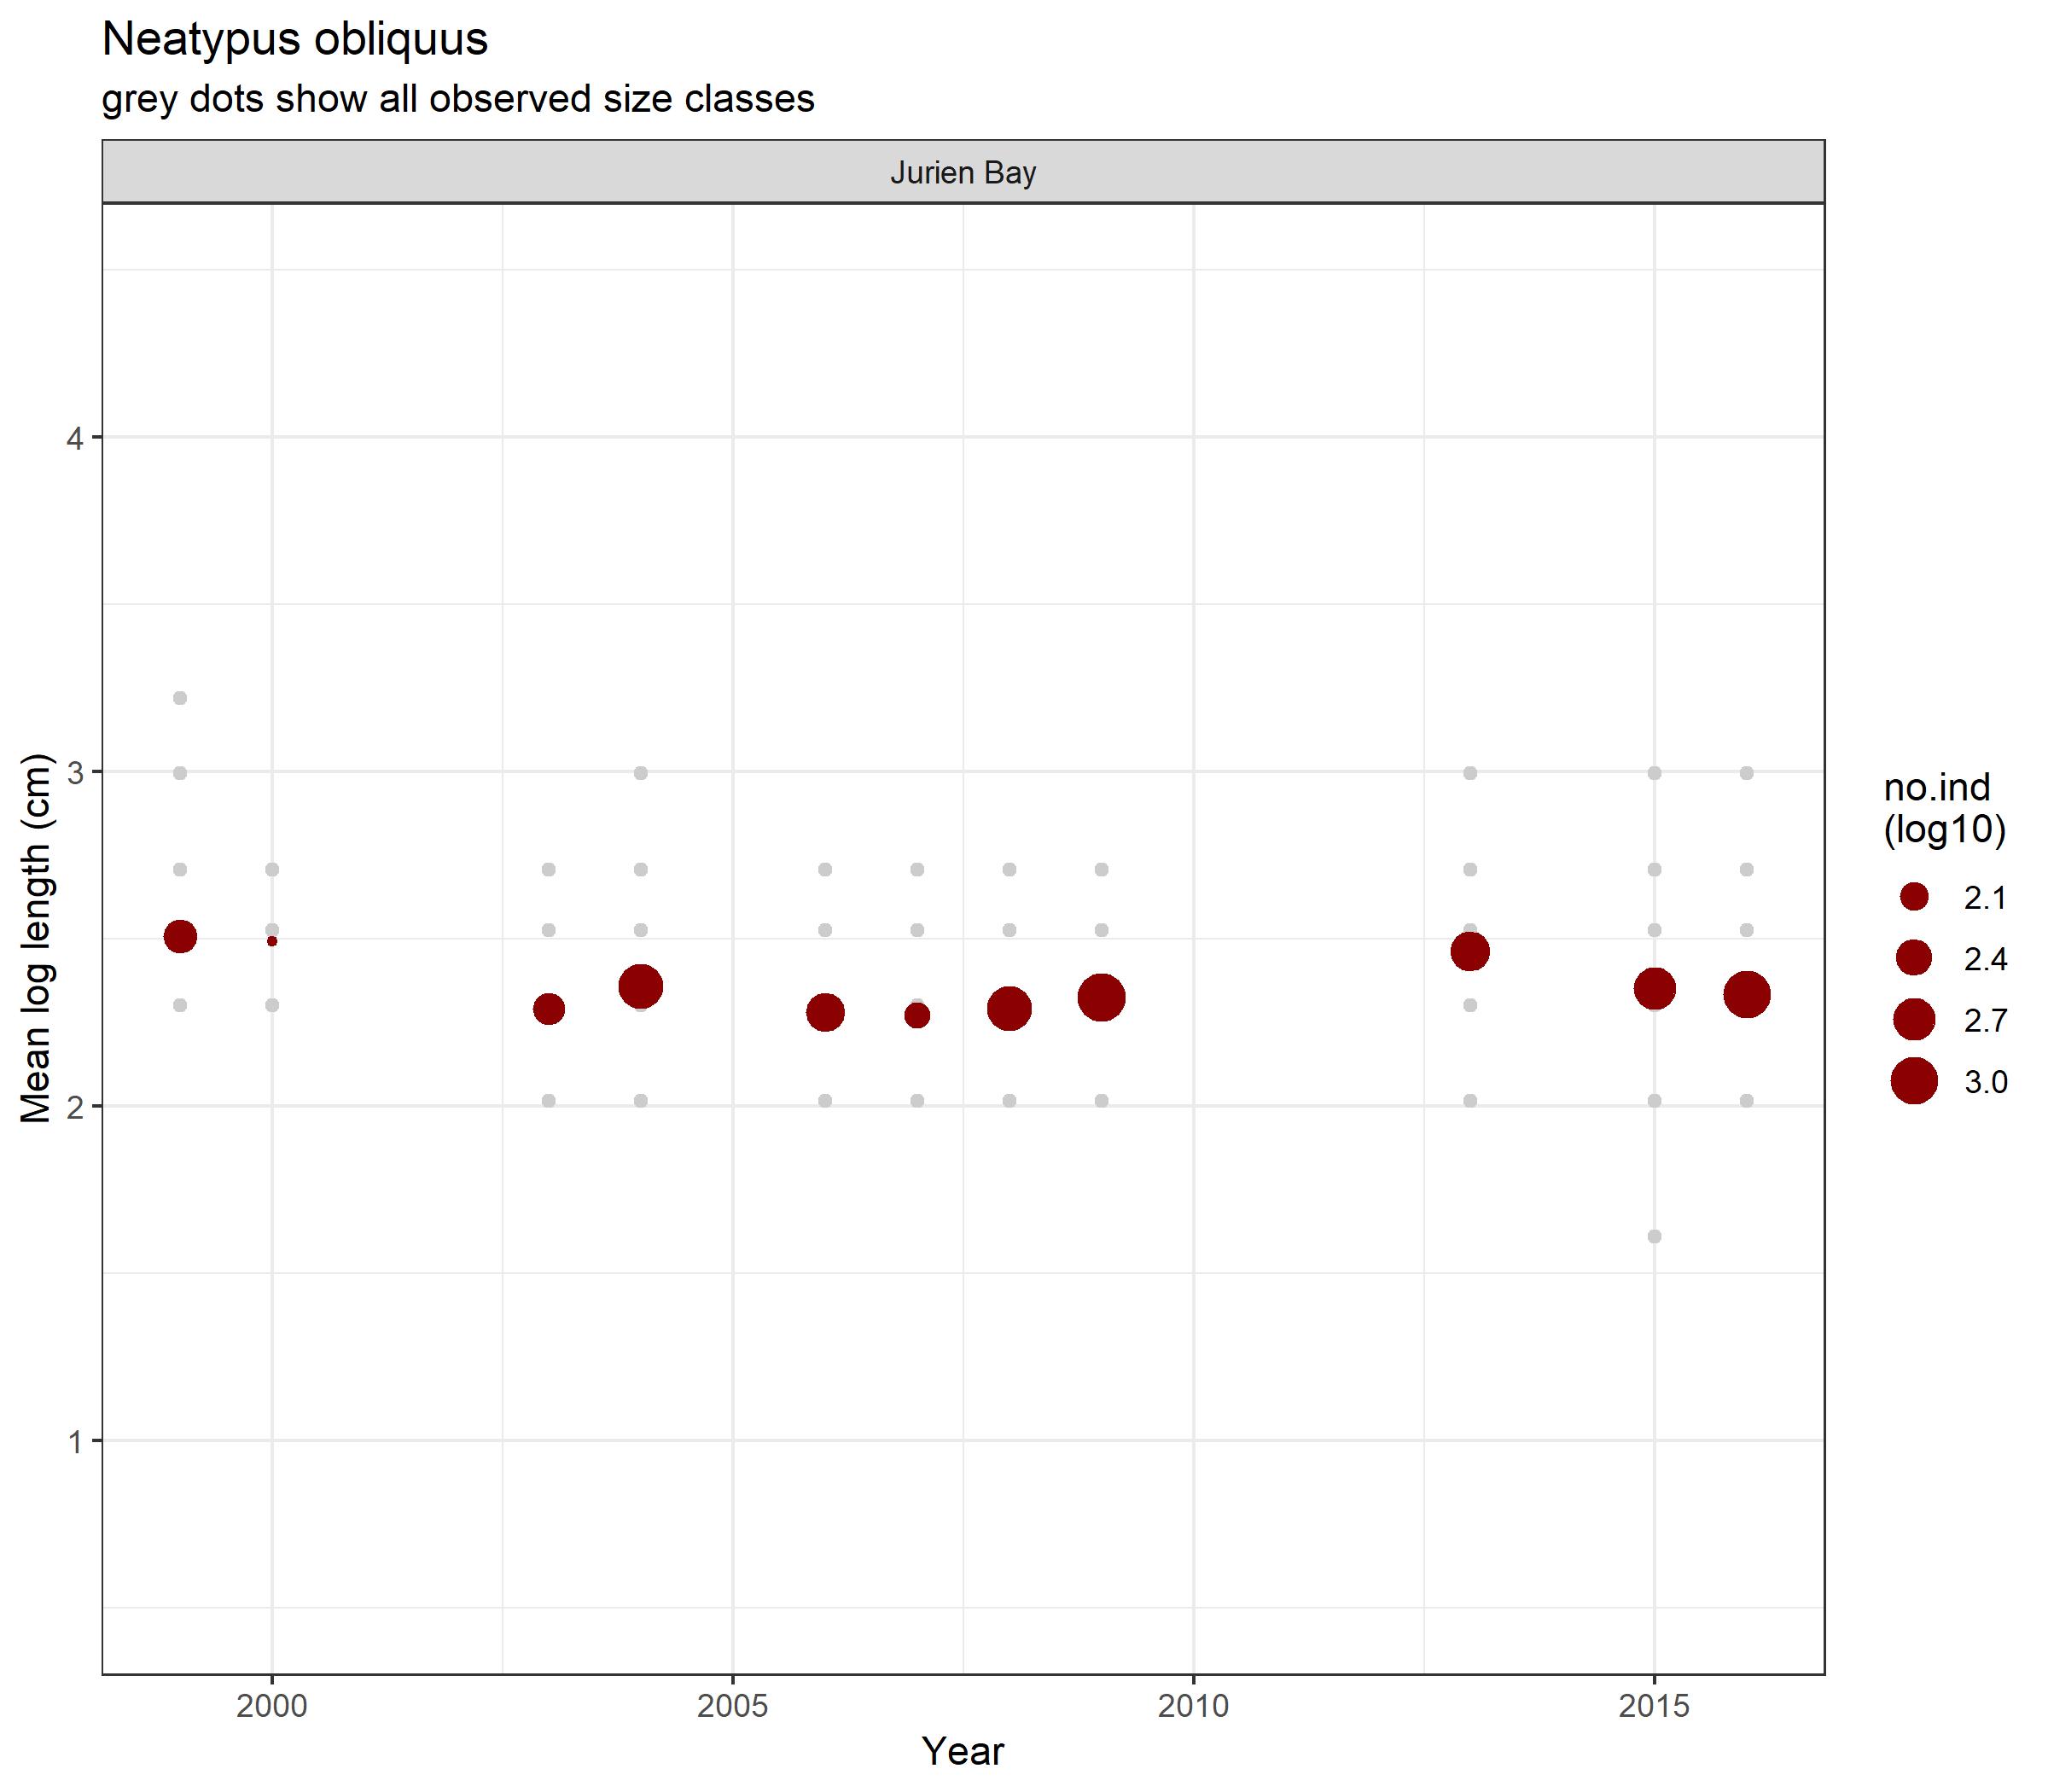 Neatypus obliquus
grey dots show all observed size classes
Jurien Bay
Mean log length (cm)
4
3
2
1
2000
2005
2010
2015
Year
no.ind
(log10)
2.1
2.4
2.7
3.0